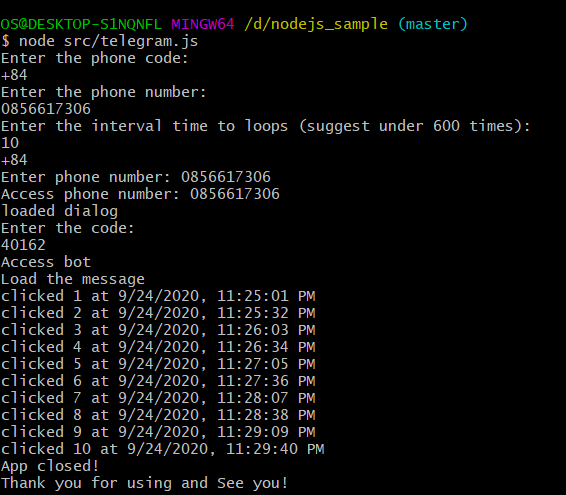 OS@DESKTOP-S1NQNFL MINGW64 /d/nodejs_sample (master)
$ node src/telegram.js
Enter the phone code:
+84
Enter the phone number:
0856617306
Enter the interval time to loops (suggest under 600 times):
10
+84
Enter phone number: 0856617306
Access phone number: 0856617306
loaded dialog
Enter the code:
40162
Access bot
Load the message
clicked 1 at 9/24/2020, 11:25:01 PM
clicked 2 at 9/24/2020, 11:25:32 PM
clicked 3 at 9/24/2020, 11:26:03 PM
clicked 4 at 9/24/2020, 11:26:34 PM
clicked 5 at 9/24/2020, 11:27:05 PM
clicked 6 at 9/24/2020, 11:27:36 PM
clicked 7 at 9/24/2020, 11:28:07 PM
clicked 8 at 9/24/2020, 11:28:38 PM
clicked 9 at 9/24/2020, 11:29:09 PM
clicked 10 at 9/24/2020, 11:29:40 PM
App closed!
Thank you for using and See you!